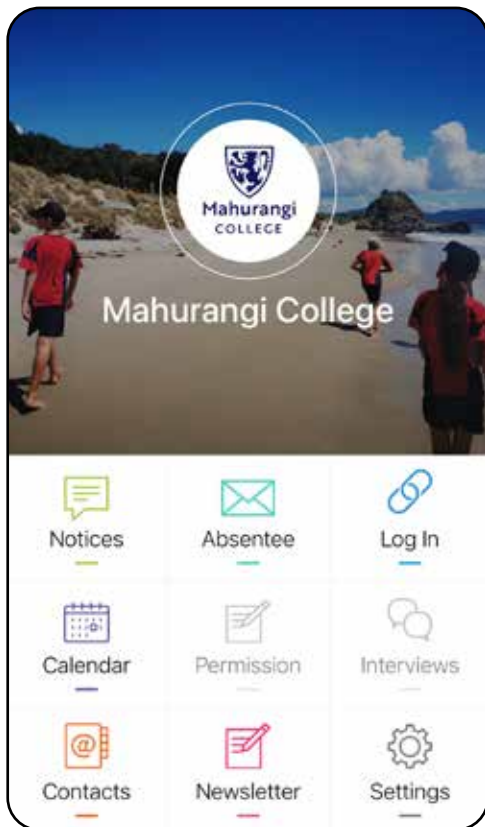 Mahurangi
COLLEGE
Mahurangi College
Notices
Absentee
Log In
Calendar
Permission
Interviews
Contacts
Newsletter
Settings